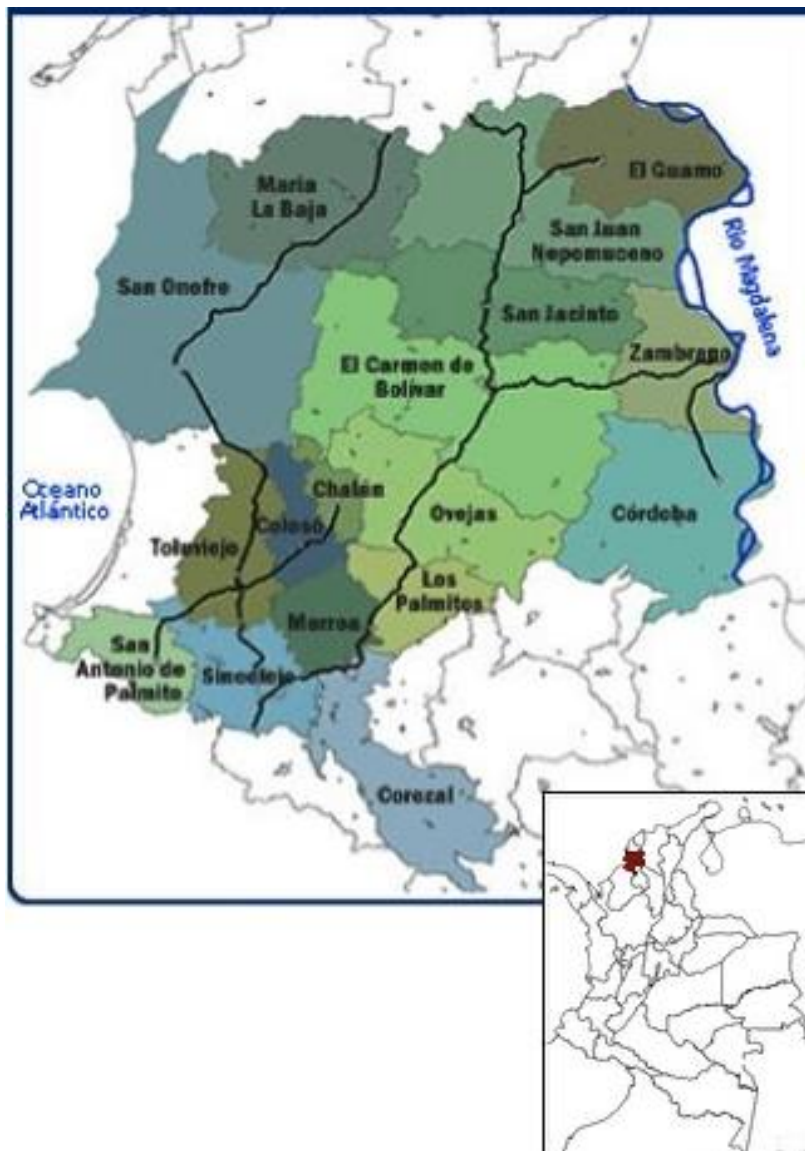 El Guamo
Maria
La Baja
San Juan
Nepomuceno
Río Magdalena
San Onofre
San Jacinto
Zambrano
El Carmen de
Bolívar
Oceano
Atlántico
Chalán
Colosó
Ovejas
Córdoba
Toluviejo
Los
Palmitos
Morroa
San
Antonio de
Palmito
Sincelejo
Corozal